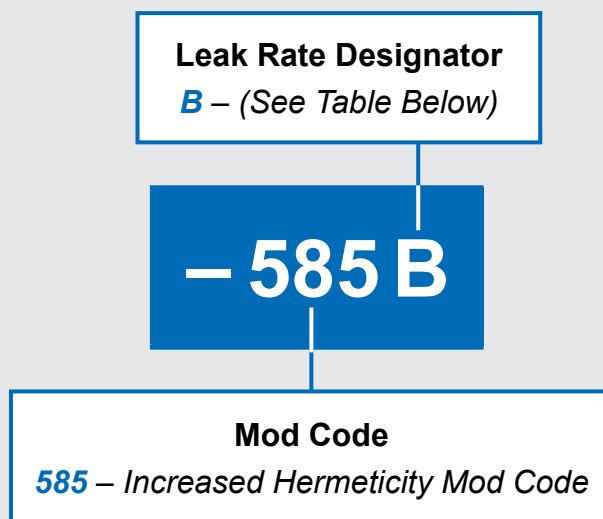 Leak Rate Designator
B – (See Table Below)
– 585 B
Mod Code
585 – Increased Hermeticity Mod Code